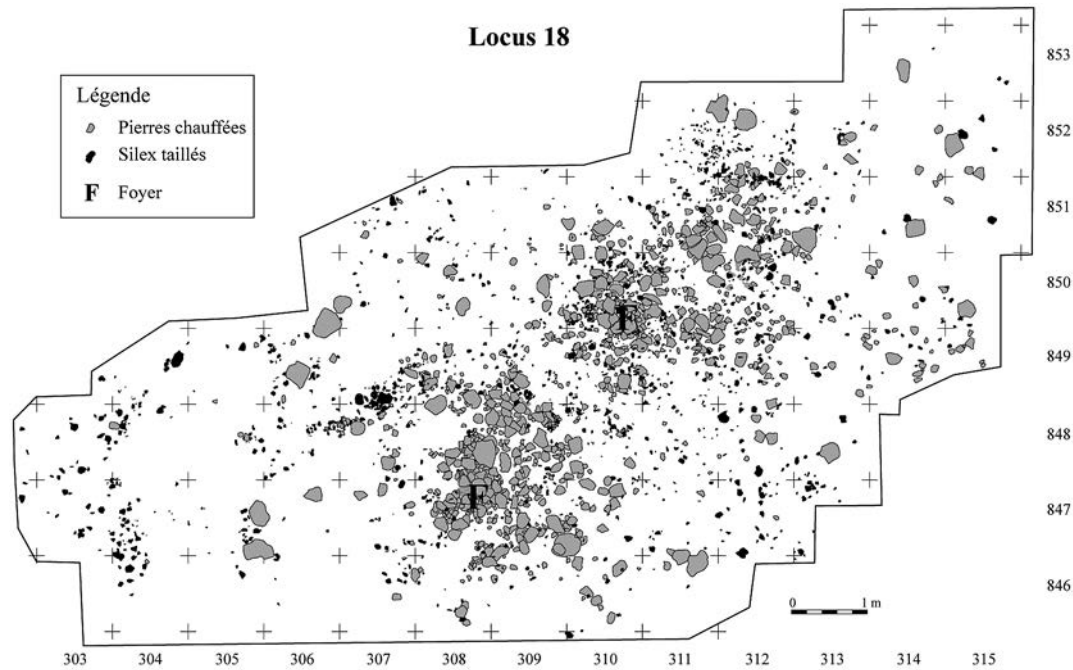 Locus 18
Légende
Pierres chauffées
Silex taillés
F Foyer
F
F
853
852
851
850
849
848
847
846
0 1 m
303 304 305 306 307 308 309 310 311 312 313 314 315